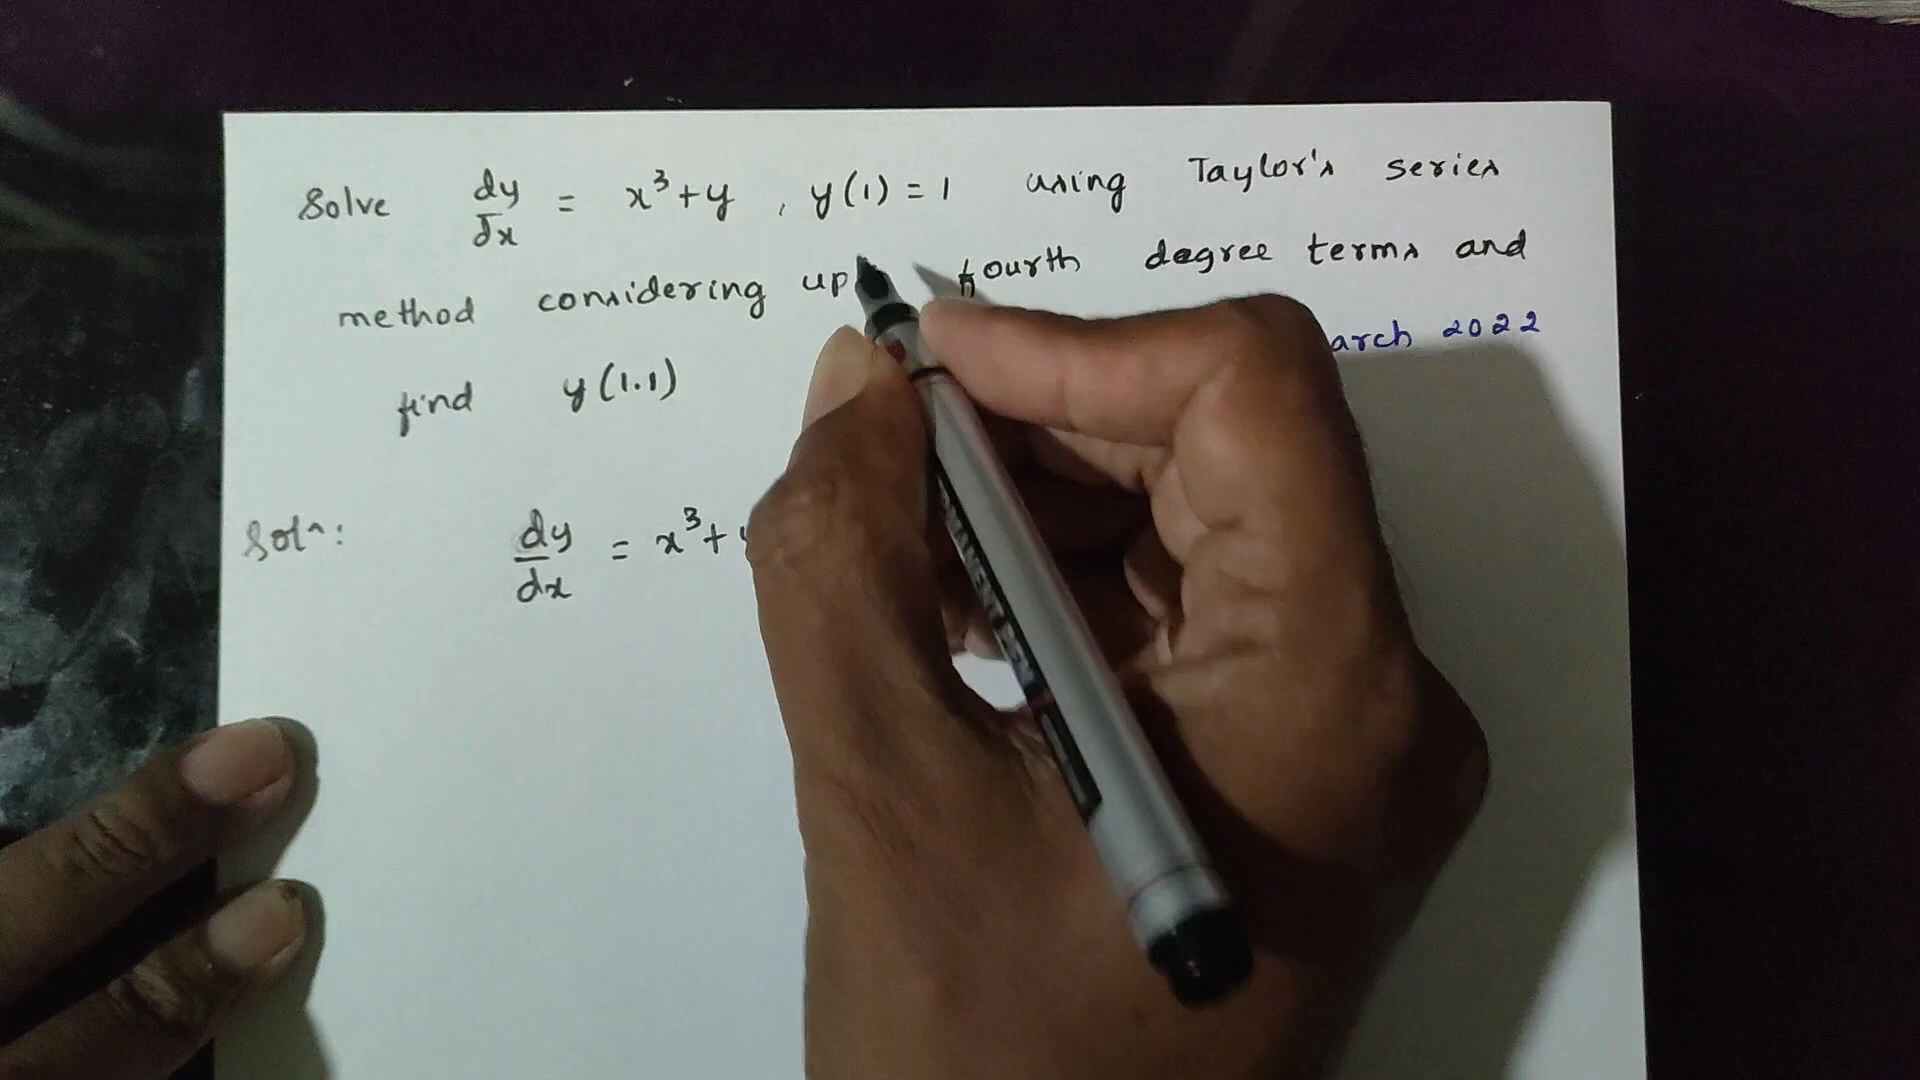 Solve dy/dx = x³+y , y(1) = 1 using Taylor's series
method considering up fourth degree terms and
arch 2022
find y(1.1)
Solⁿ: dy/dx = x³+